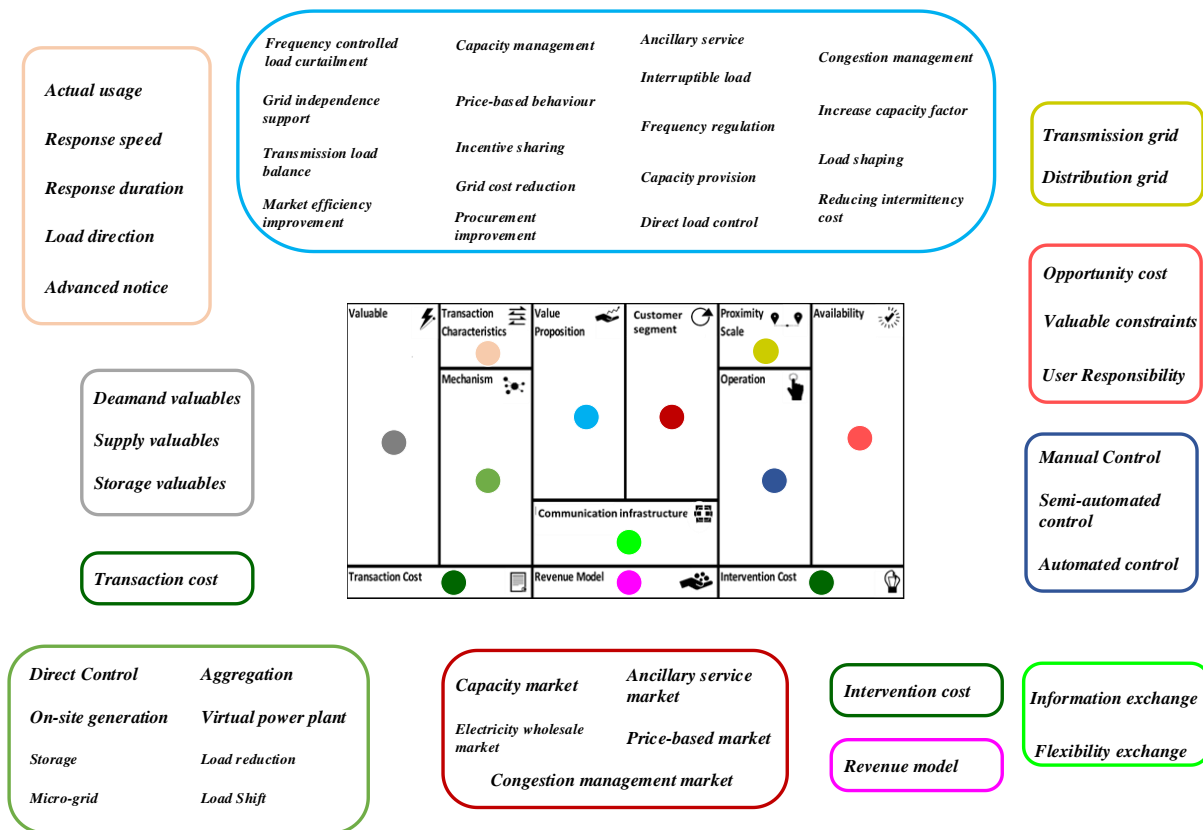 Actual usage
Response speed
Response duration
Load direction
Advanced notice
Frequency controlled
load curtailment
Grid independence
support
Transmission load
balance
Market efficiency
improvement
Capacity management
Price-based behaviour
Incentive sharing
Grid cost reduction
Procurement
improvement
Ancillary service
Interruptible load
Frequency regulation
Capacity provision
Direct load control
Congestion management
Increase capacity factor
Load shaping
Reducing intermittency
cost
Transmission grid
Distribution grid
Opportunity cost
Valuable constraints
User Responsibility
Deamand valuables
Supply valuables
Storage valuables
Transaction cost
Valuable
Transaction
Characteristics
Value
Proposition
Customer
segment
Proximity
Scale
Availability
Mechanism
Operation
Communication infrastructure
Transaction Cost
Revenue Model
Intervention Cost
Manual Control
Semi-automated
control
Automated control
Direct Control
On-site generation
Storage
Micro-grid
Aggregation
Virtual power plant
Load reduction
Load Shift
Capacity market
Electricity wholesale
market
Ancillary service
market
Price-based market
Congestion management market
Intervention cost
Revenue model
Information exchange
Flexibility exchange